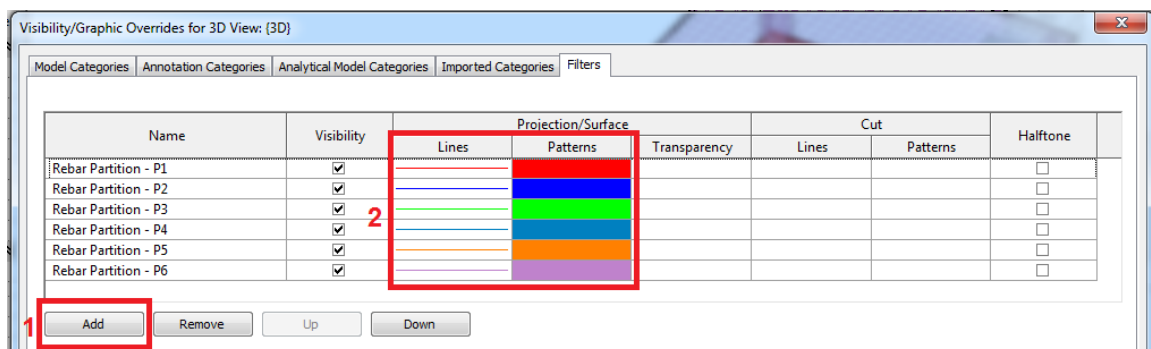 Visibility/Graphic Overrides for 3D View: {3D}
x
Model Categories Annotation Categories Analytical Model Categories Imported Categories Filters
Name Visibility Projection/Surface Cut Halftone
Lines Patterns Transparency Lines Patterns
Rebar Partition - P1
Rebar Partition - P2
Rebar Partition - P3
2
Rebar Partition - P4
Rebar Partition - P5
Rebar Partition - P6
1 Add Remove Up Down